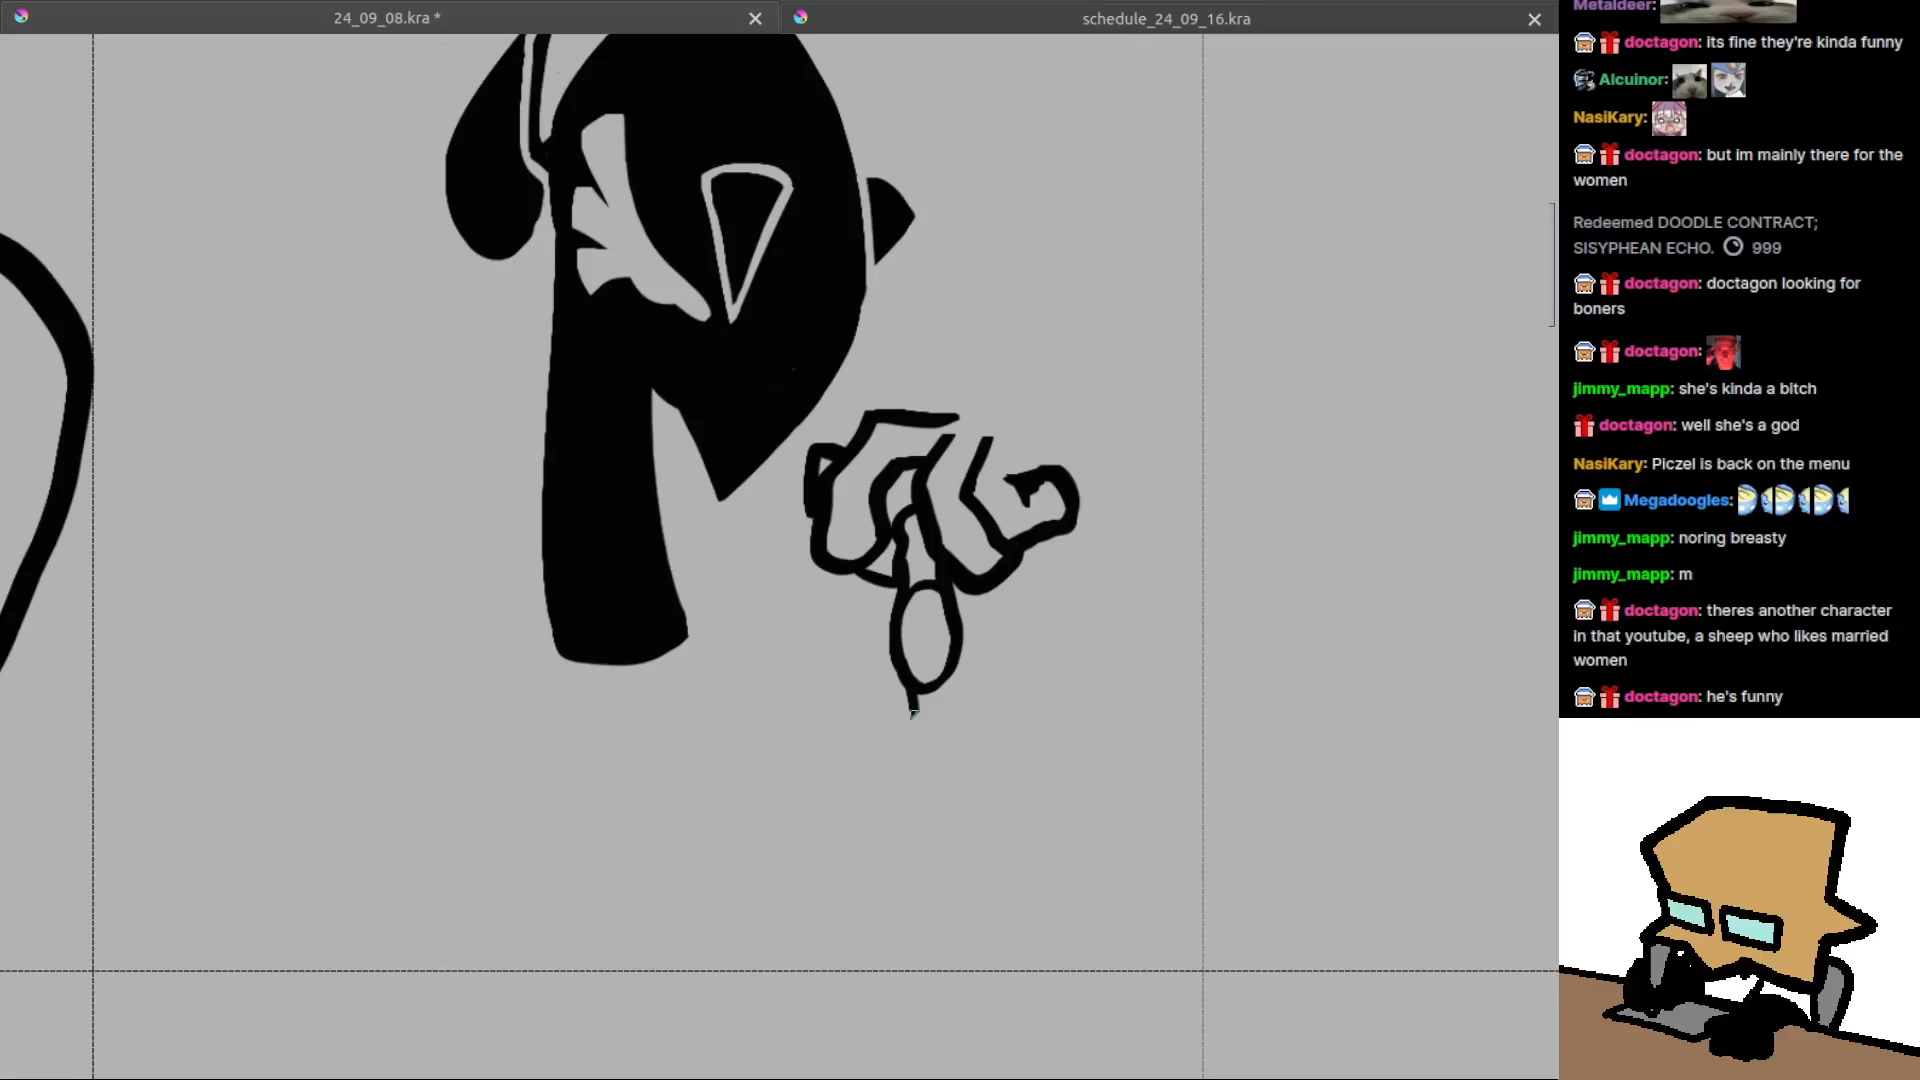 24_09_08.kra *
schedule_24_09_16.kra
Metaldeer:
doctagon: its fine they're kinda funny
Alcuinor:
NasiKary:
doctagon: but im mainly there for the
women
Redeemed DOODLE CONTRACT;
SISYPHEAN ECHO. 999
doctagon: doctagon looking for
boners
doctagon:
jimmy_mapp: she's kinda a bitch
doctagon: well she's a god
NasiKary: Piczel is back on the menu
Megadoogles:
jimmy_mapp: noring breasty
jimmy_mapp: m
doctagon: theres another character
in that youtube, a sheep who likes married
women
doctagon: he's funny